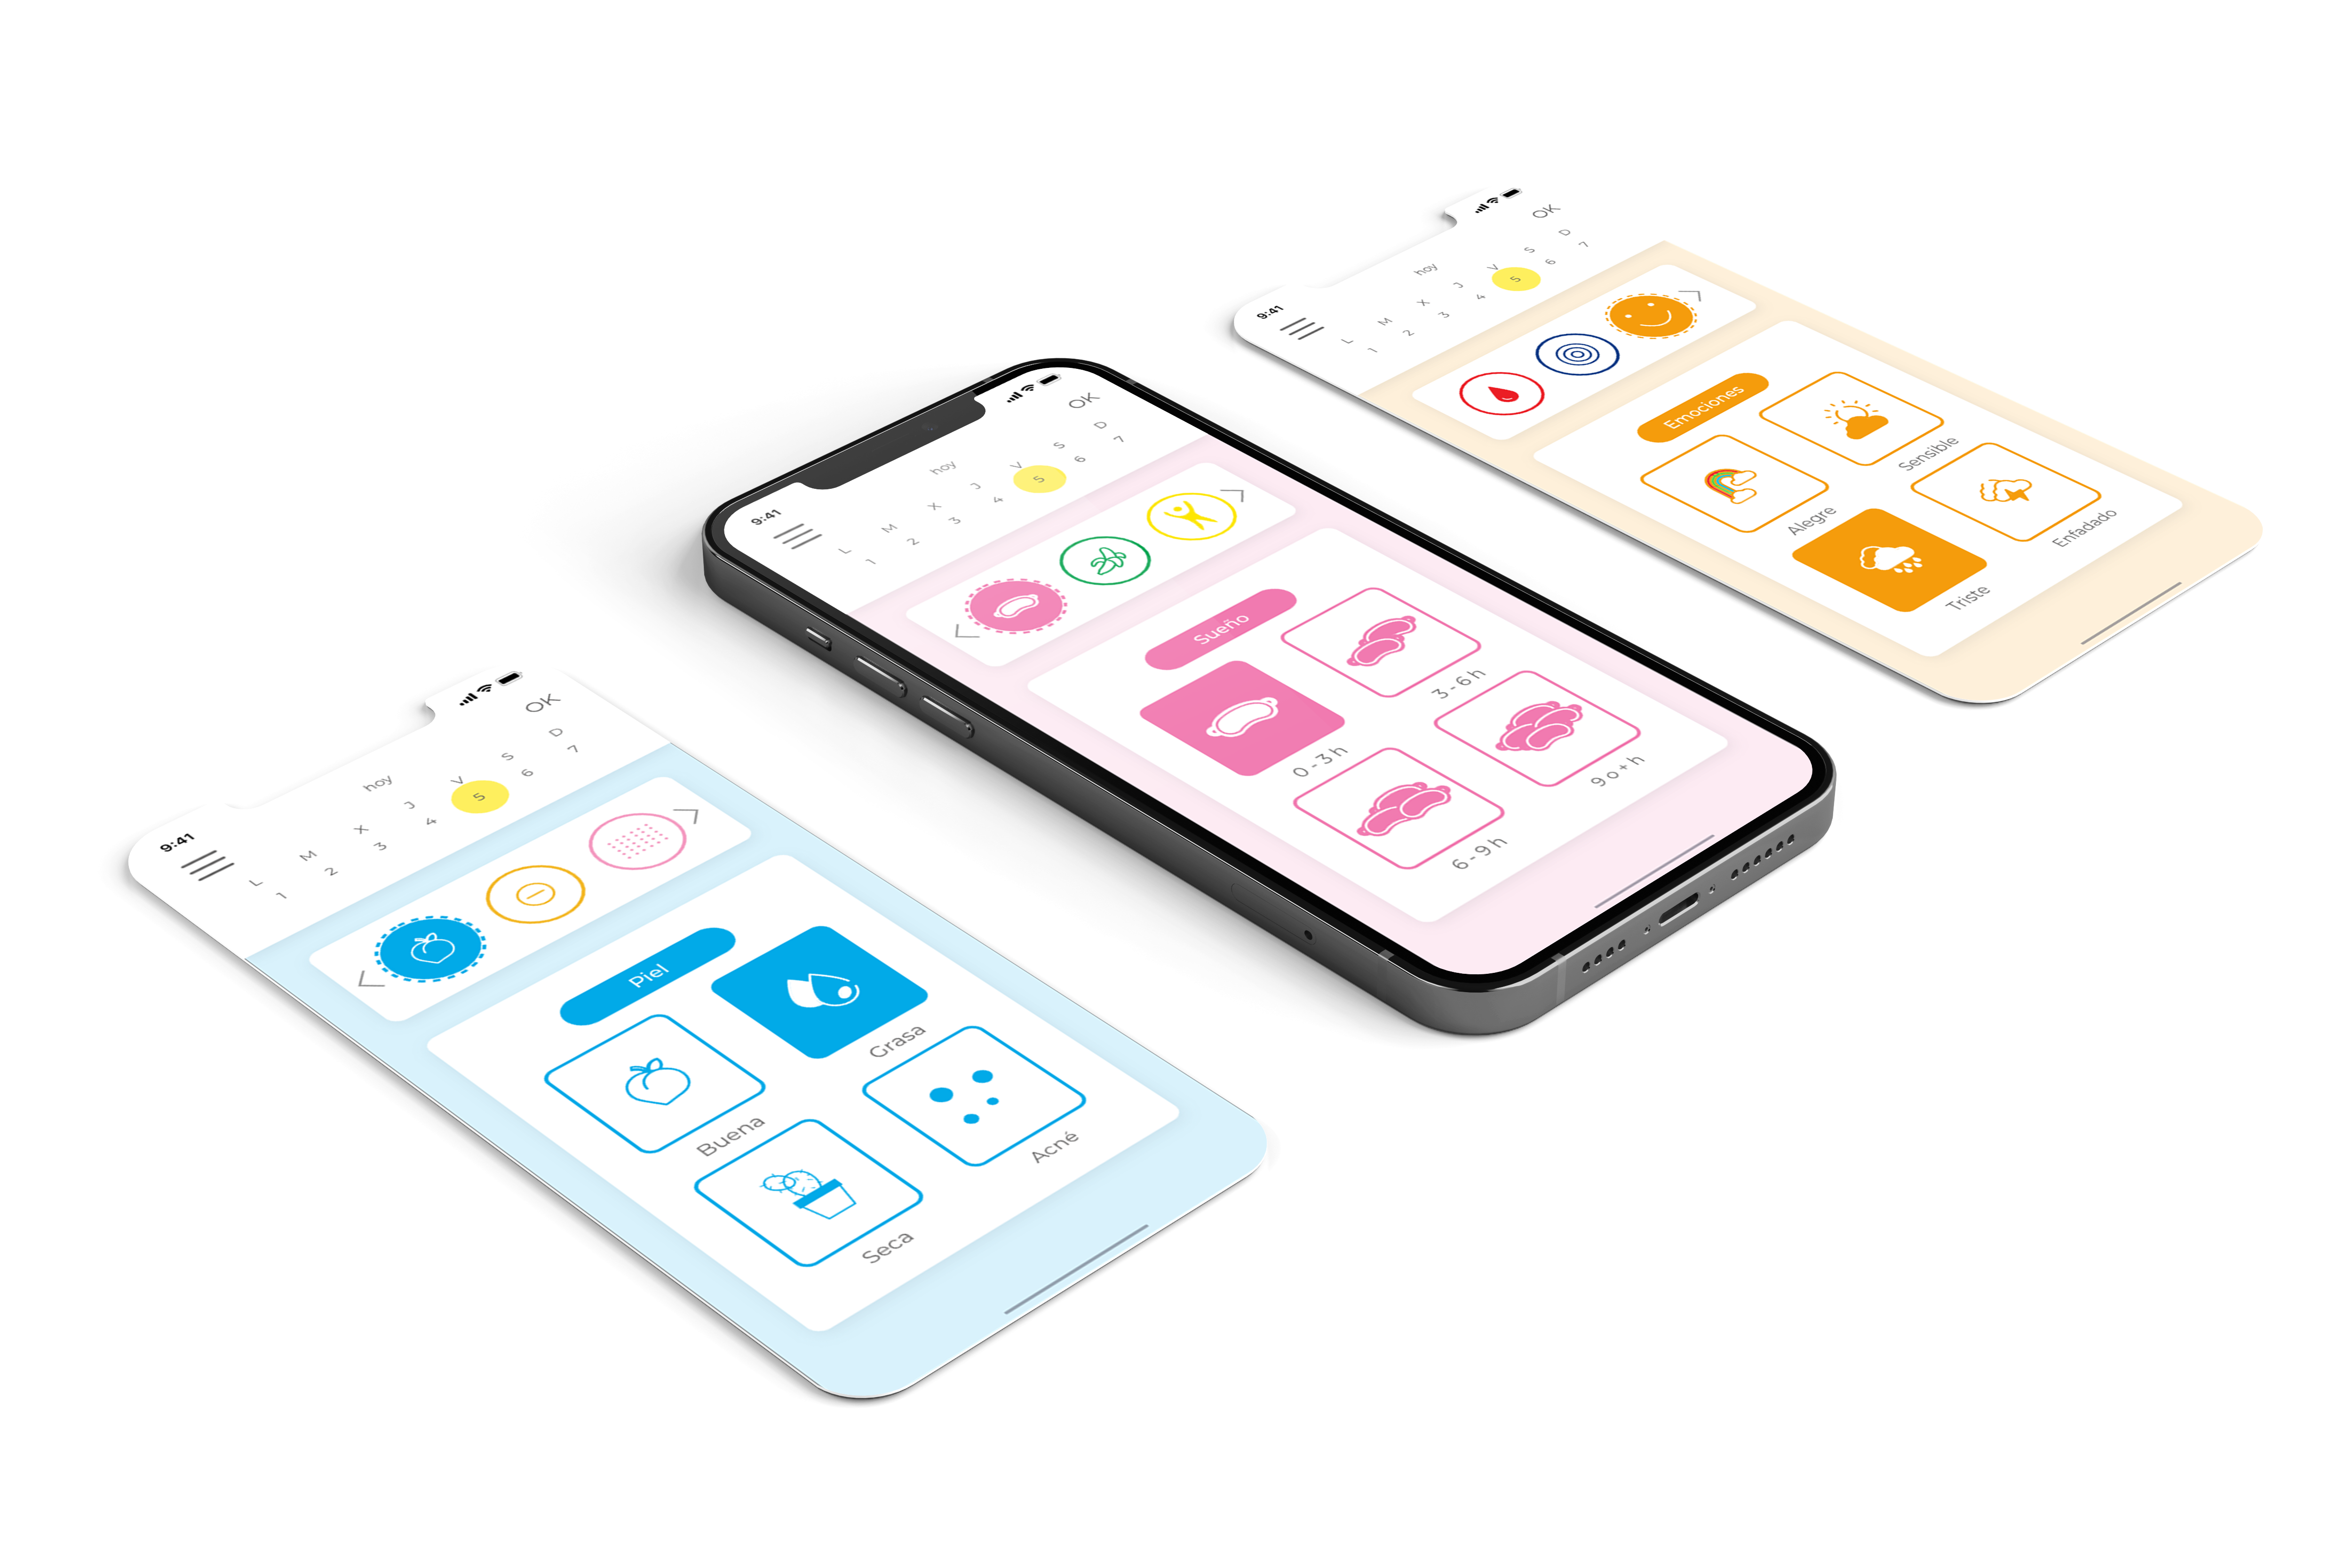 9:41
OK
hoy
L M X J V S D
1 2 3 4 5 6 7
Piel
Buena
Grasa
Seca
Acné
9:41
OK
hoy
L M X J V S D
1 2 3 4 5 6 7
Sueño
0-3h
3-6h
6-9h
9o+h
9:41
OK
hoy
L M X J V S D
1 2 3 4 5 6 7
Emociones
Alegre
Sensible
Triste
Enfadado